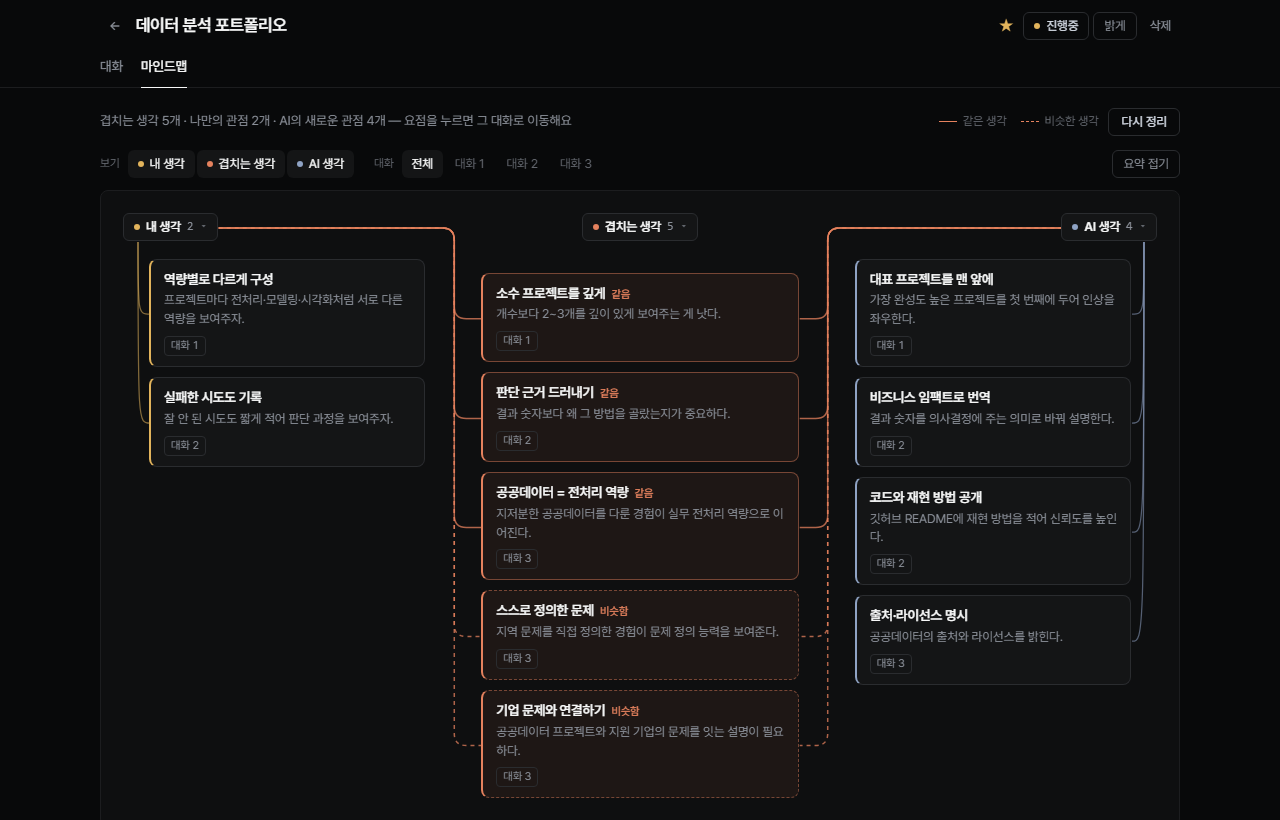 ← 데이터 분석 포트폴리오
★ 진행중 밝게 삭제
대화 마인드맵
겹치는 생각 5개 · 나만의 관점 2개 · AI의 새로운 관점 4개 — 요점을 누르면 그 대화로 이동해요
같은 생각 비슷한 생각 다시 정리
보기 내 생각 겹치는 생각 AI 생각 대화 전체 대화 1 대화 2 대화 3 요약 접기
내 생각 2
역량별로 다르게 구성
프로젝트마다 전처리·모델링·시각화처럼 서로 다른
역량을 보여주자.
대화 1
실패한 시도도 기록
잘 안 된 시도도 짧게 적어 판단 과정을 보여주자.
대화 2
겹치는 생각 5
소수 프로젝트를 깊게 같음
개수보다 2~3개를 깊이 있게 보여주는 게 낫다.
대화 1
판단 근거 드러내기 같음
결과 숫자보다 왜 그 방법을 골랐는지가 중요하다.
대화 2
공공데이터 = 전처리 역량 같음
지저분한 공공데이터를 다룬 경험이 실무 전처리 역량으로 이
어진다.
대화 3
스스로 정의한 문제 비슷함
지역 문제를 직접 정의한 경험이 문제 정의 능력을 보여준다.
대화 3
기업 문제와 연결하기 비슷함
공공데이터 프로젝트와 지원 기업의 문제를 잇는 설명이 필요
하다.
대화 3
AI 생각 4
대표 프로젝트를 맨 앞에
가장 완성도 높은 프로젝트를 첫 번째에 두어 인상을
좌우한다.
대화 1
비즈니스 임팩트로 번역
결과 숫자를 의사결정에 주는 의미로 바꿔 설명한다.
대화 2
코드와 재현 방법 공개
깃허브 README에 재현 방법을 적어 신뢰도를 높인
다.
대화 2
출처·라이선스 명시
공공데이터의 출처와 라이선스를 밝힌다.
대화 3